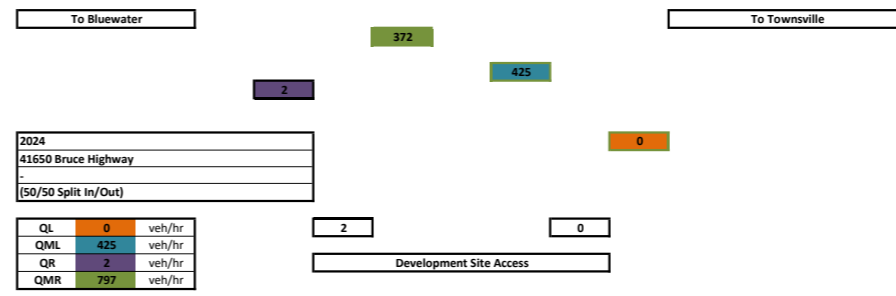 To Bluewater
To Townsville
372
425
2
0
2024
41650 Bruce Highway
-
(50/50 Split In/Out)
QL 0 veh/hr
QML 425 veh/hr
QR 2 veh/hr
QMR 797 veh/hr
2
0
Development Site Access